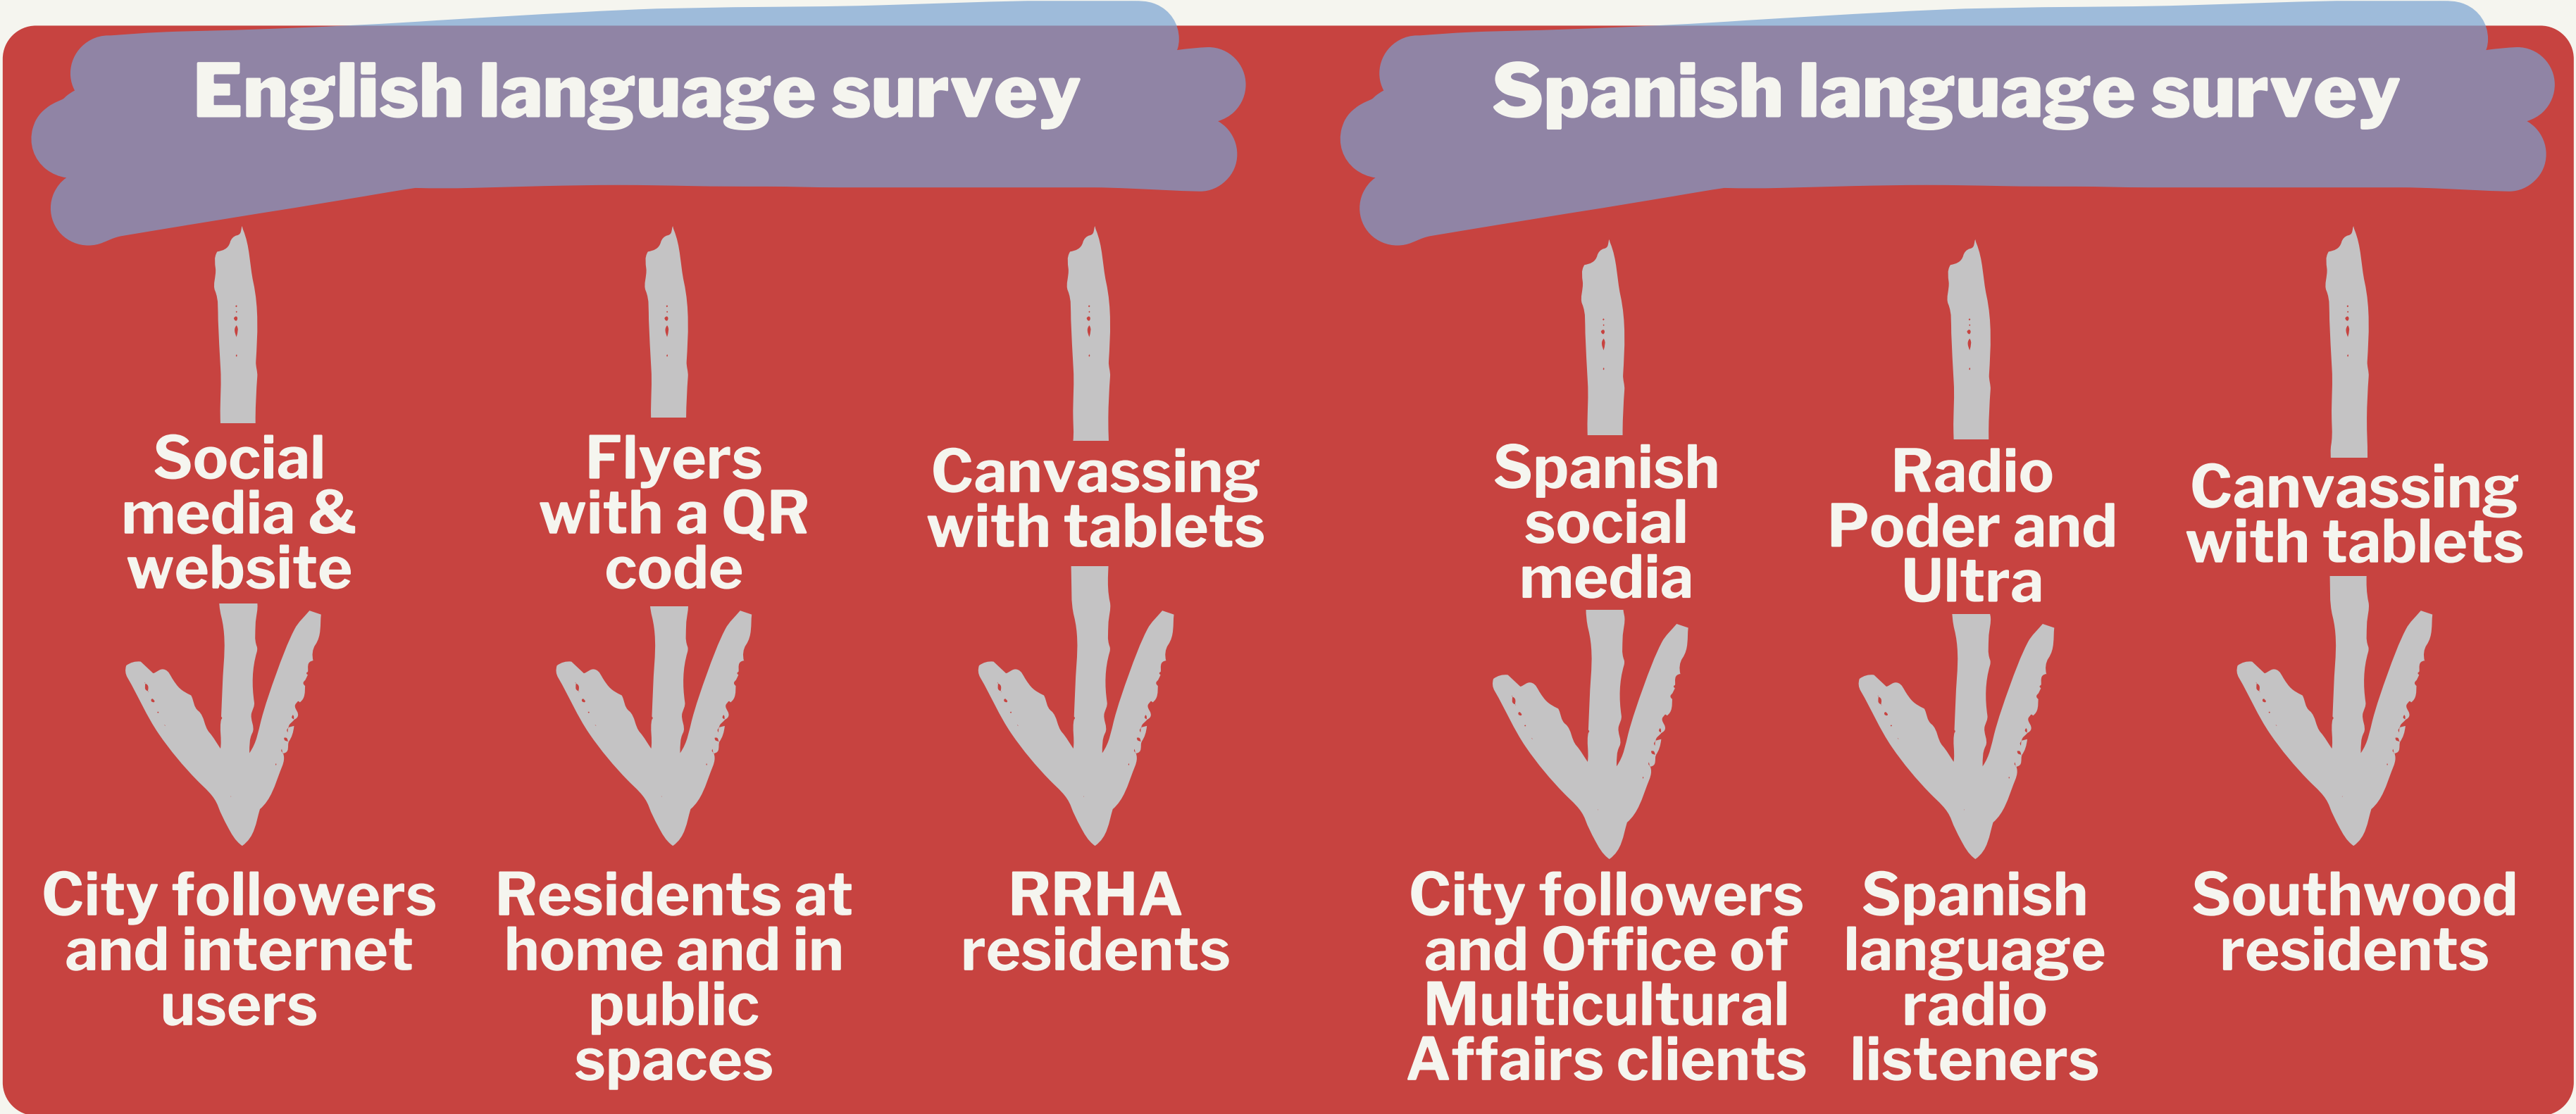 English language survey
Social
media &
website
City followers
and internet
users
Flyers
with a QR
code
Residents at
home and in
public
spaces
Canvassing
with tablets
RRHA
residents
Spanish language survey
Spanish
social
media
City followers
and Office of
Multicultural
Affairs clients
Radio
Poder and
Ultra
Spanish
language
radio
listeners
Canvassing
with tablets
Southwood
residents